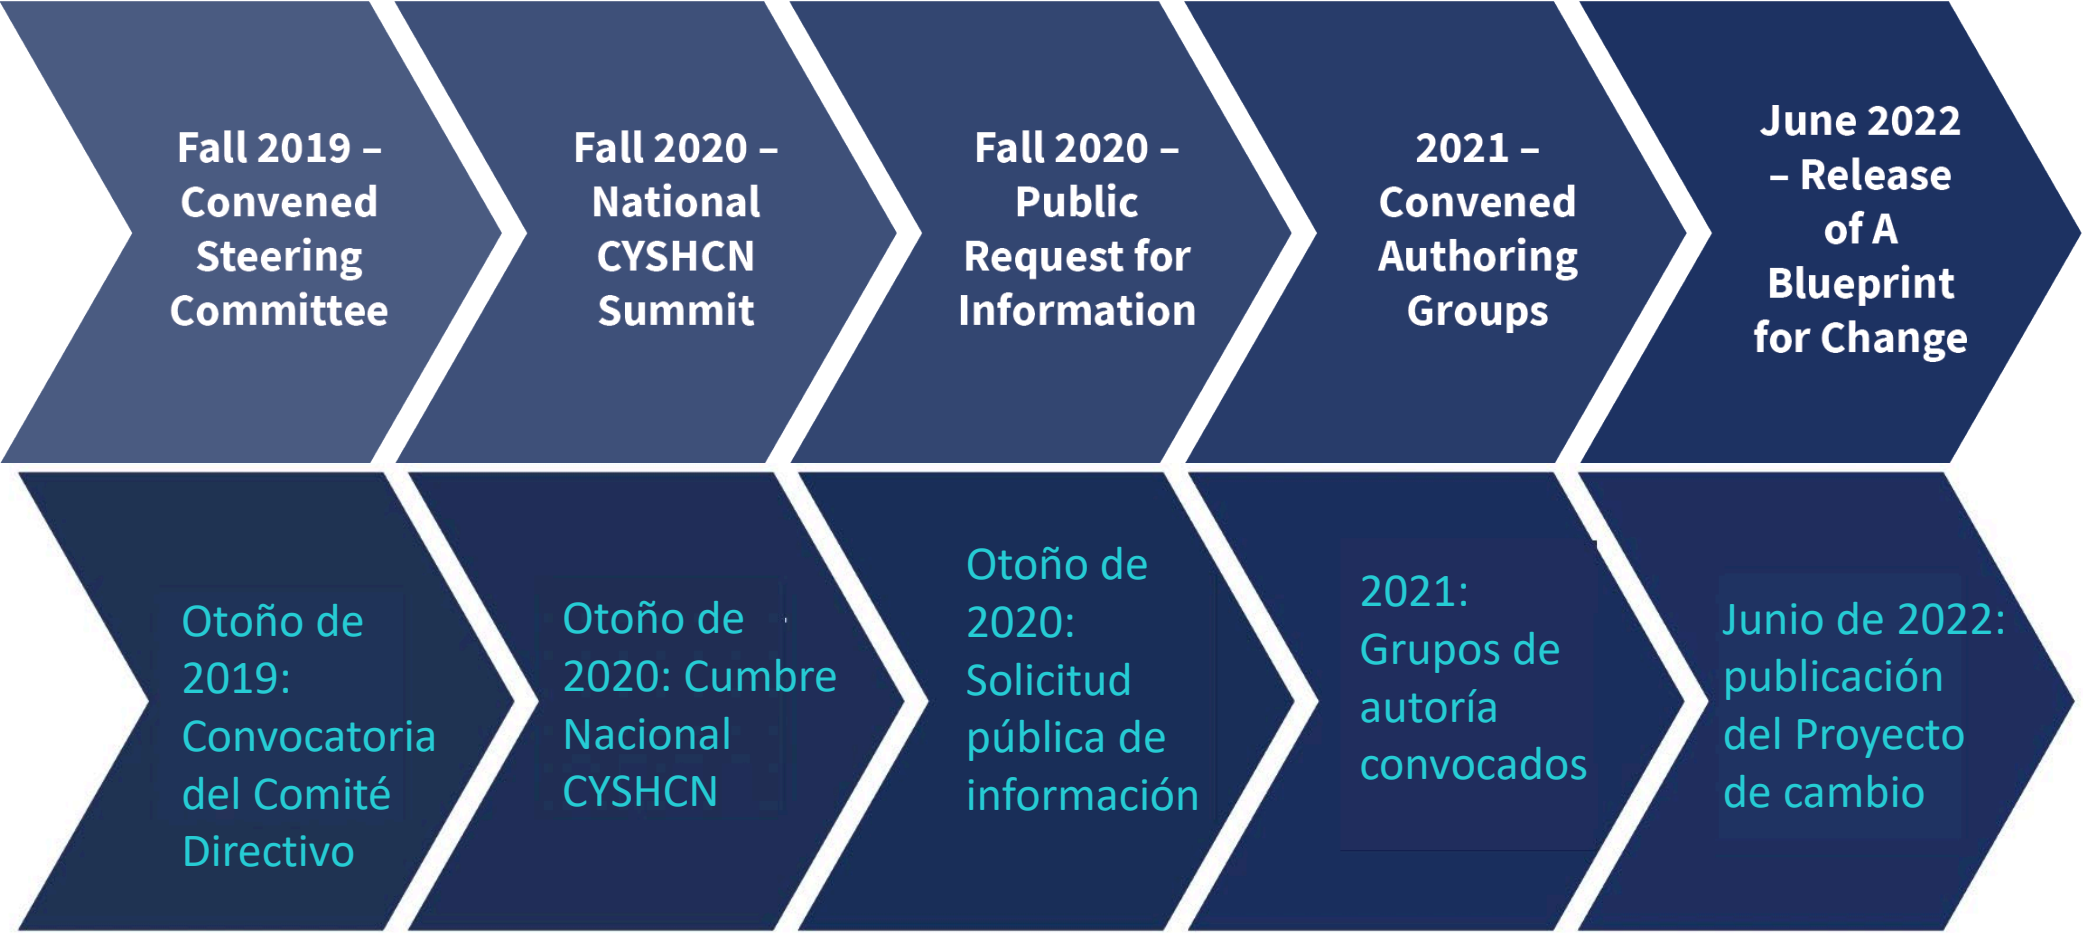 Fall 2019 –
Convened
Steering
Committee
Fall 2020 –
National
CYSHCN
Summit
Fall 2020 –
Public
Request for
Information
2021 –
Convened
Authoring
Groups
June 2022
– Release
of A
Blueprint
for Change
Otoño de
2019:
Convocatoria
del Comité
Directivo
Otoño de
2020: Cumbre
Nacional
CYSHCN
Otoño de
2020:
Solicitud
pública de
información
2021:
Grupos de
autoría
convocados
Junio de 2022:
publicación
del Proyecto
de cambio